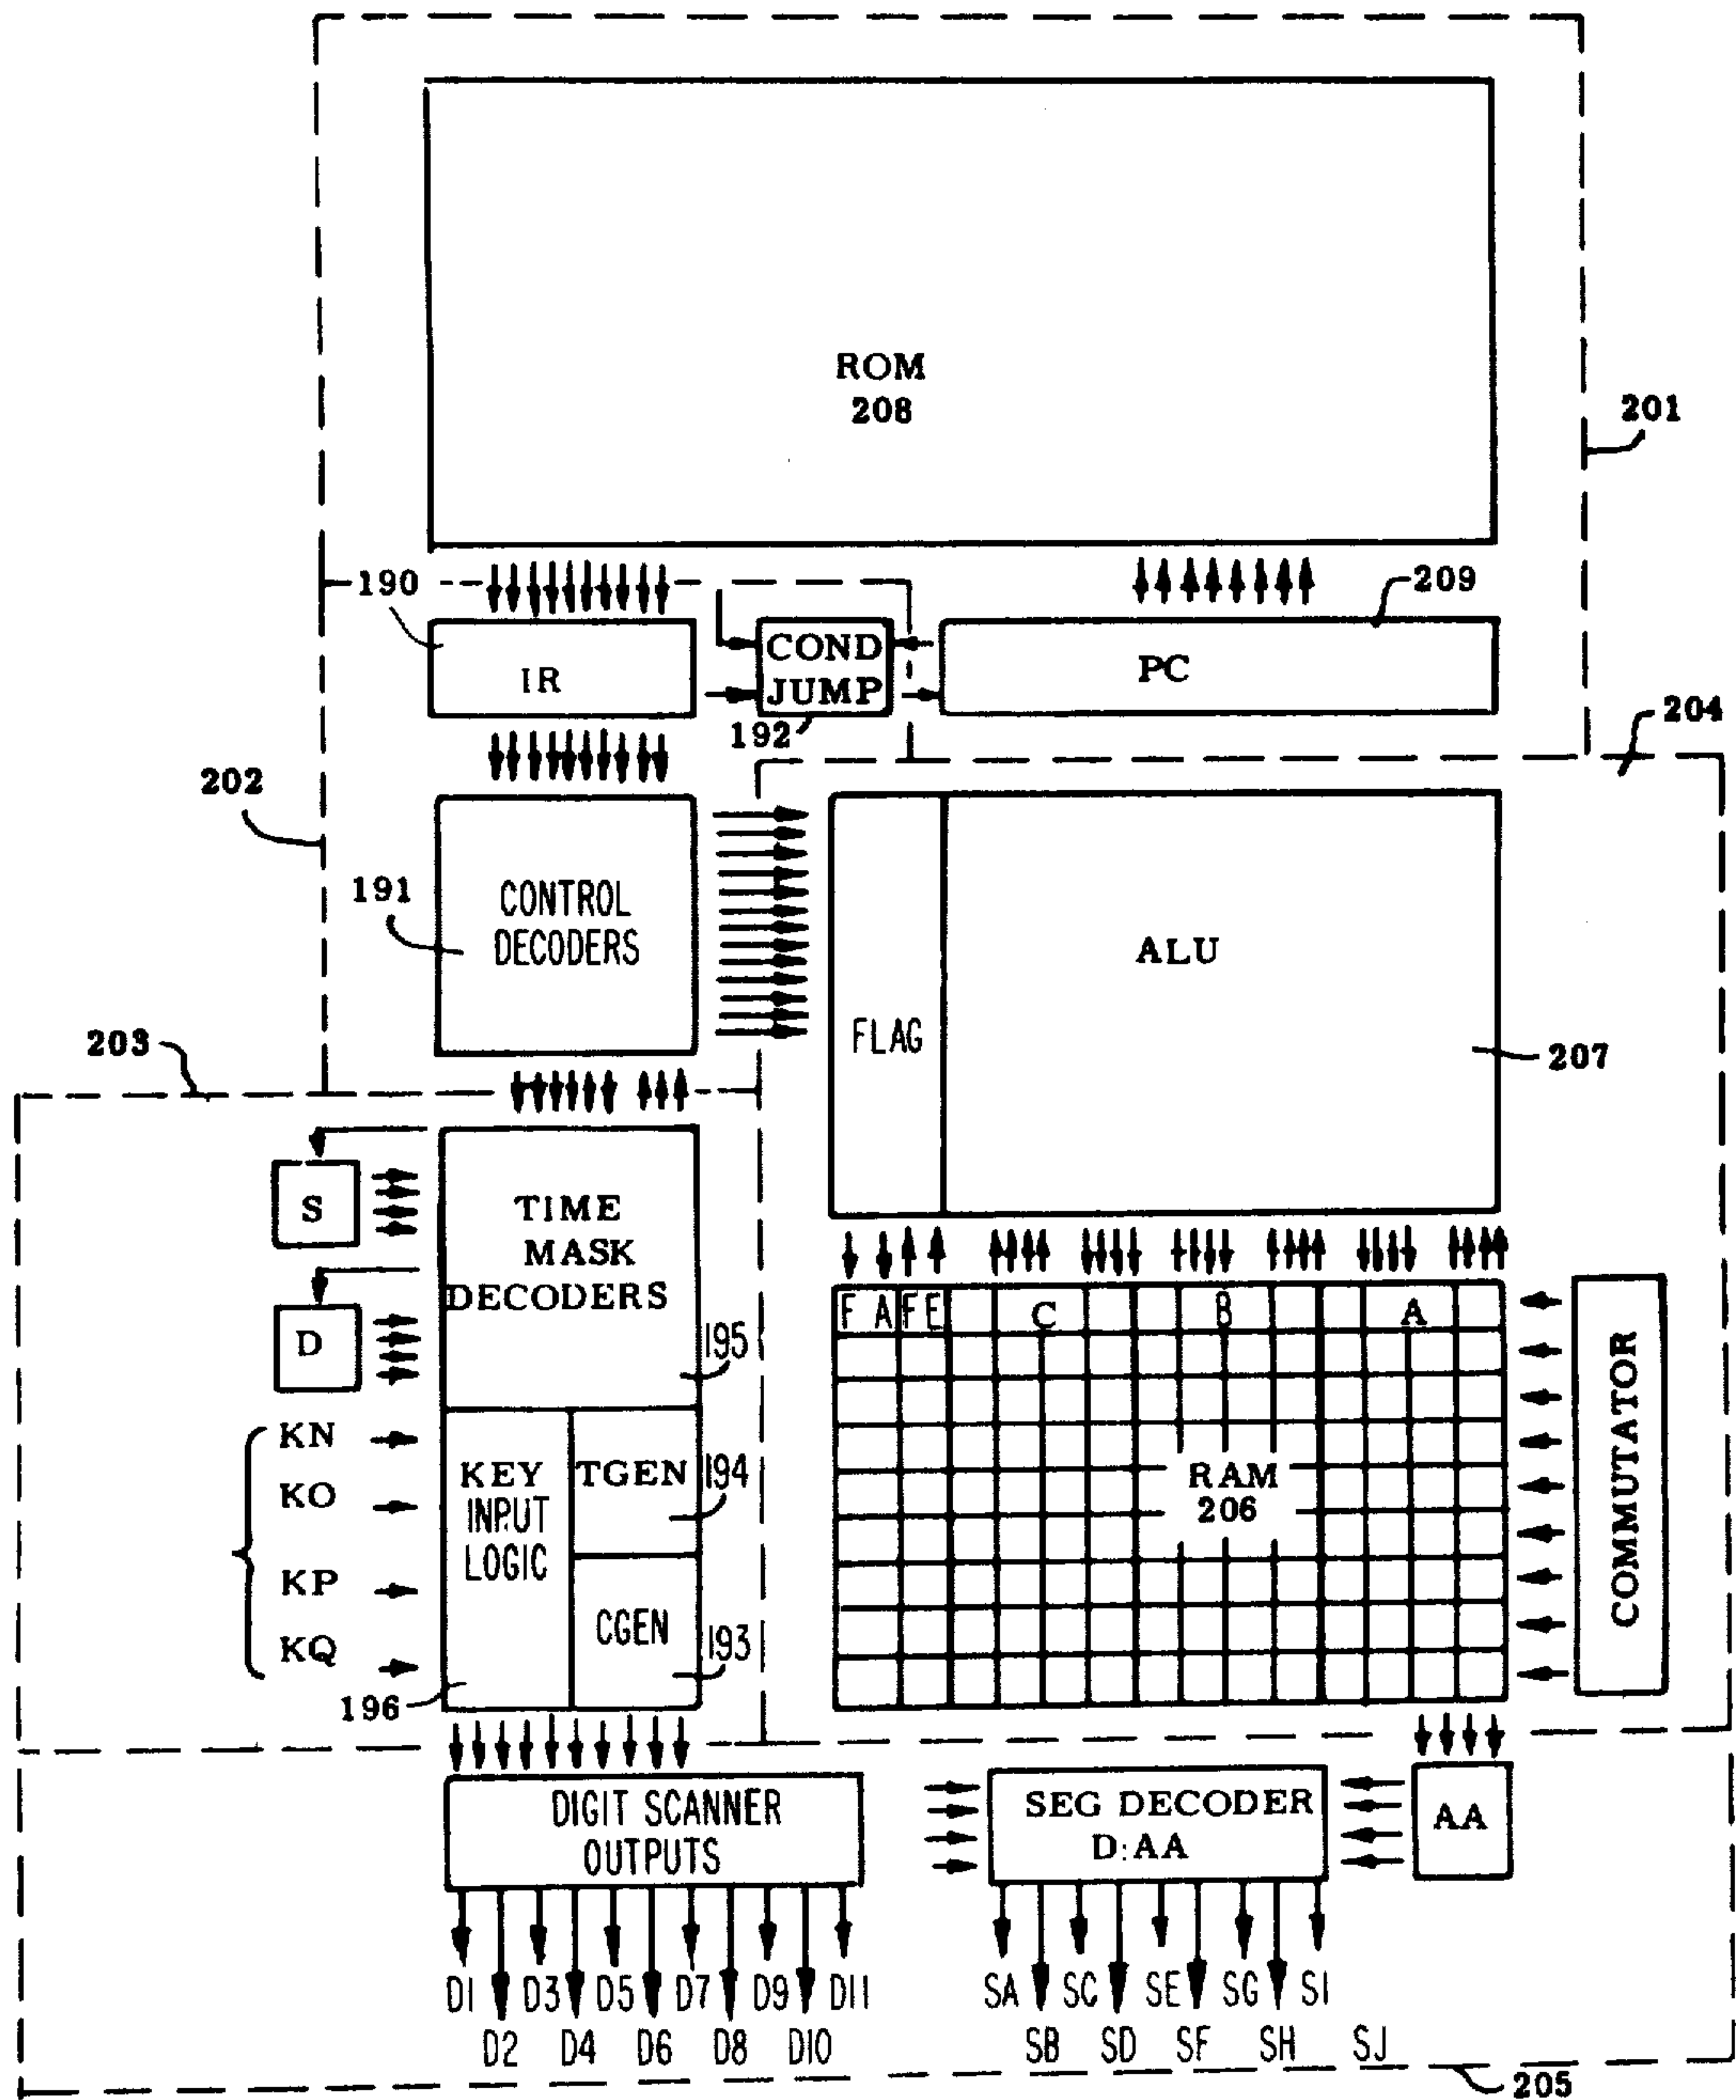 ROM
208
201
190
209
IR
COND
JUMP
192
PC
204
202
191
CONTROL
DECODERS
ALU
FLAG
203
207
S
TIME
MASK
DECODERS
D
195
F A F E C B A
COMMUTATOR
KN
KO
KP
KQ
KEY
INPUT
LOGIC
TGEN
194
RAM
206
CGEN
193
196
DIGIT SCANNER
OUTPUTS
SEG DECODER
D:AA
AA
D1 D3 D5 D7 D9 D11
D2 D4 D6 D8 D10
SA SC SE SG SI
SB SD SF SH SJ
205